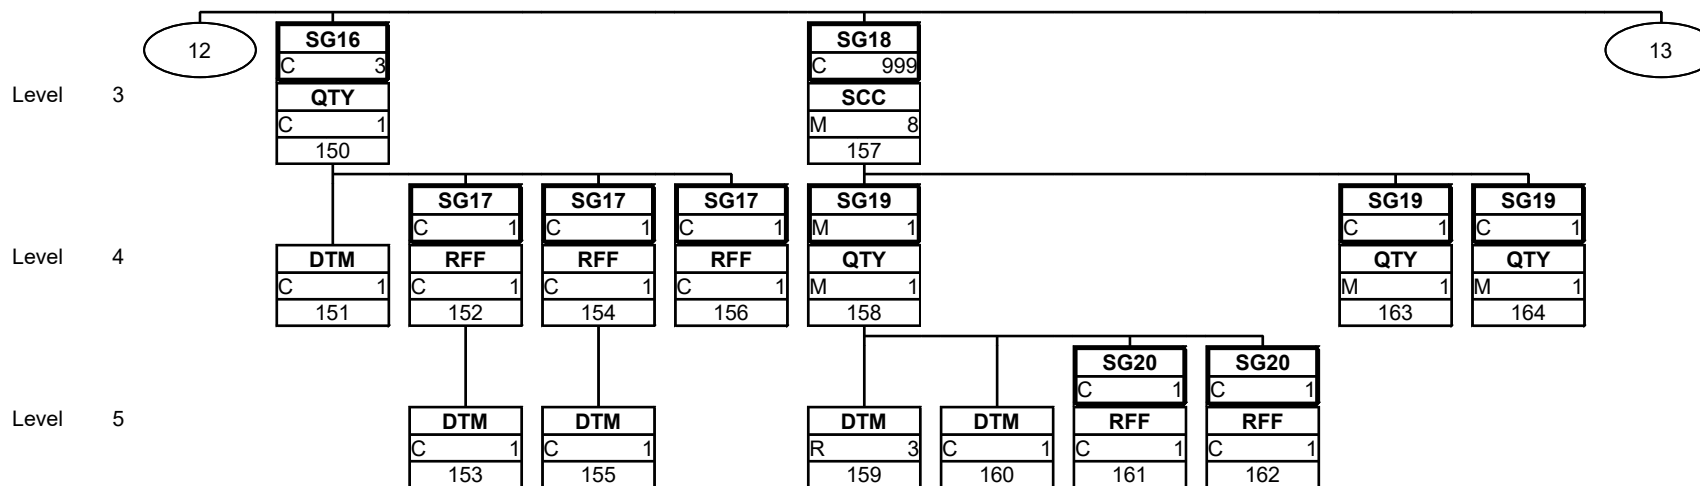 12
SG16
C 3
SG18
C 999
13
Level 3
QTY
C 1
150
SCC
M 8
157
SG17
C 1
SG17
C 1
SG17
C 1
SG19
M 1
SG19
C 1
SG19
C 1
Level 4
DTM
C 1
151
RFF
C 1
152
RFF
C 1
154
RFF
C 1
156
QTY
M 1
158
QTY
M 1
163
QTY
M 1
164
SG20
C 1
SG20
C 1
Level 5
DTM
C 1
153
DTM
C 1
155
DTM
R 3
159
DTM
C 1
160
RFF
C 1
161
RFF
C 1
162